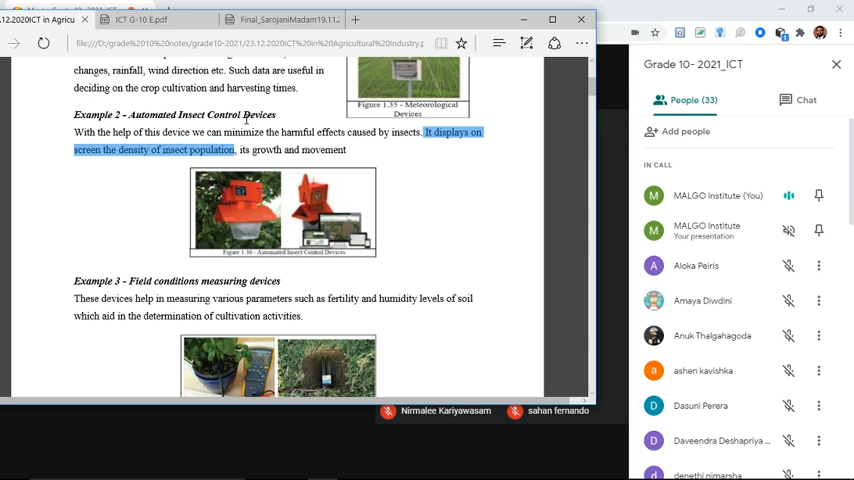 .12.2020ICT in Agricu
ICT G-10 E.pdf
Final_SarojaniMadam19.11.2
file:///D:/grade%2010%20notes/grade10-2021/23.12.2020ICT%20in%20Agricultural%20Industry.p
changes, rainfall, wind direction etc. Such data are useful in
deciding on the crop cultivation and harvesting times.
Figure 1.35 - Meteorological
Devices
Example 2 - Automated Insect Control Devices
With the help of this device we can minimize the harmful effects caused by insects. It displays on
screen the density of insect population, its growth and movement
Figure 1.36 - Automated Insect Control Devices
Example 3 - Field conditions measuring devices
These devices help in measuring various parameters such as fertility and humidity levels of soil
which aid in the determination of cultivation activities.
Nirmalee Kariyawasam
sahan fernando
Grade 10- 2021_ICT
People (33)
Chat
Add people
IN CALL
M
MALGO Institute (You)
M
MALGO Institute
Your presentation
A
Aloka Peiris
Amaya Diwdini
Anuk Thalgahagoda
a
ashen kavishka
D
Dasuni Perera
D
Daveendra Deshapriya ...
d
denethi nimarsha